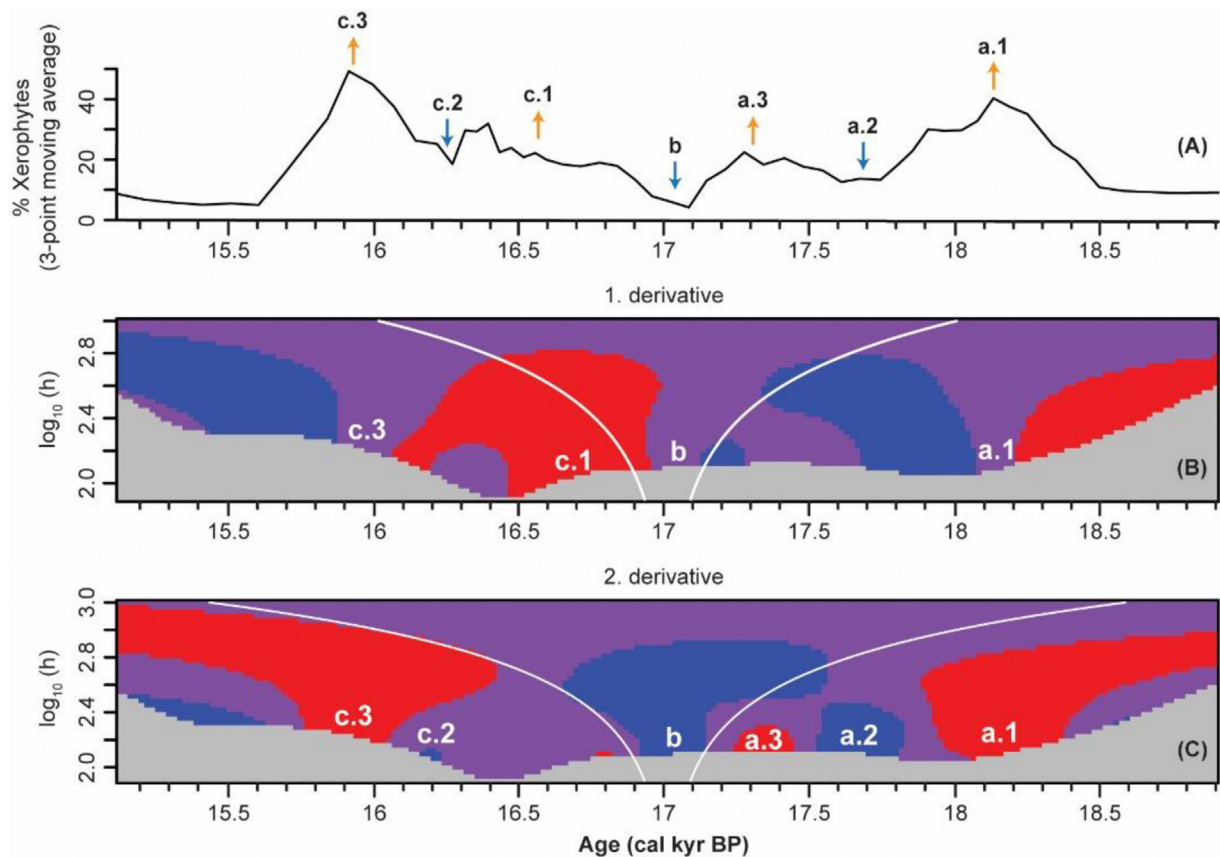 c.3
a.1
c.2 c.1 a.3
b a.2
% Xerophytes
(3-point moving average)
40
20
0
(A)
15.5 16 16.5 17 17.5 18 18.5
1. derivative
log10 (h)
2.8
2.4
2.0
c.3 c.1 b a.1
(B)
15.5 16 16.5 17 17.5 18 18.5
2. derivative
log10 (h)
3.0
2.8
2.4
2.0
c.3 c.2 b a.3 a.2 a.1
(C)
15.5 16 16.5 17 17.5 18 18.5
Age (cal kyr BP)